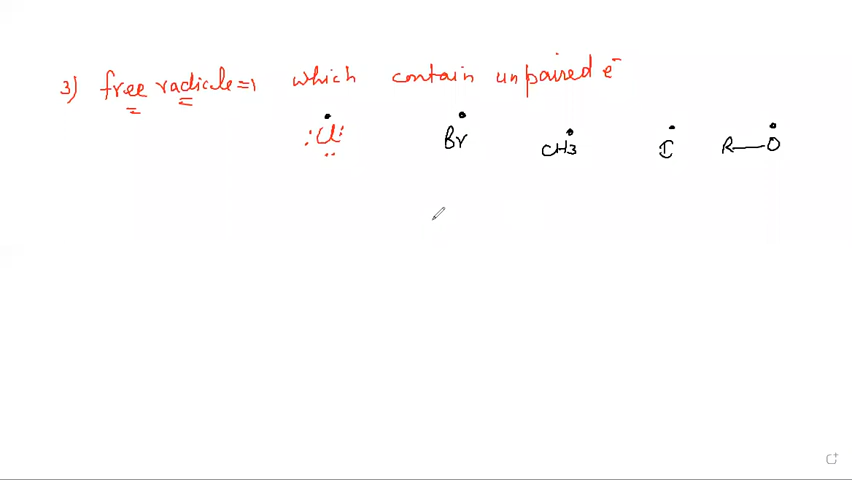 3) free radicle ⇒ which contain unpaired e⁻
:Cl: Br CH3 I R—O